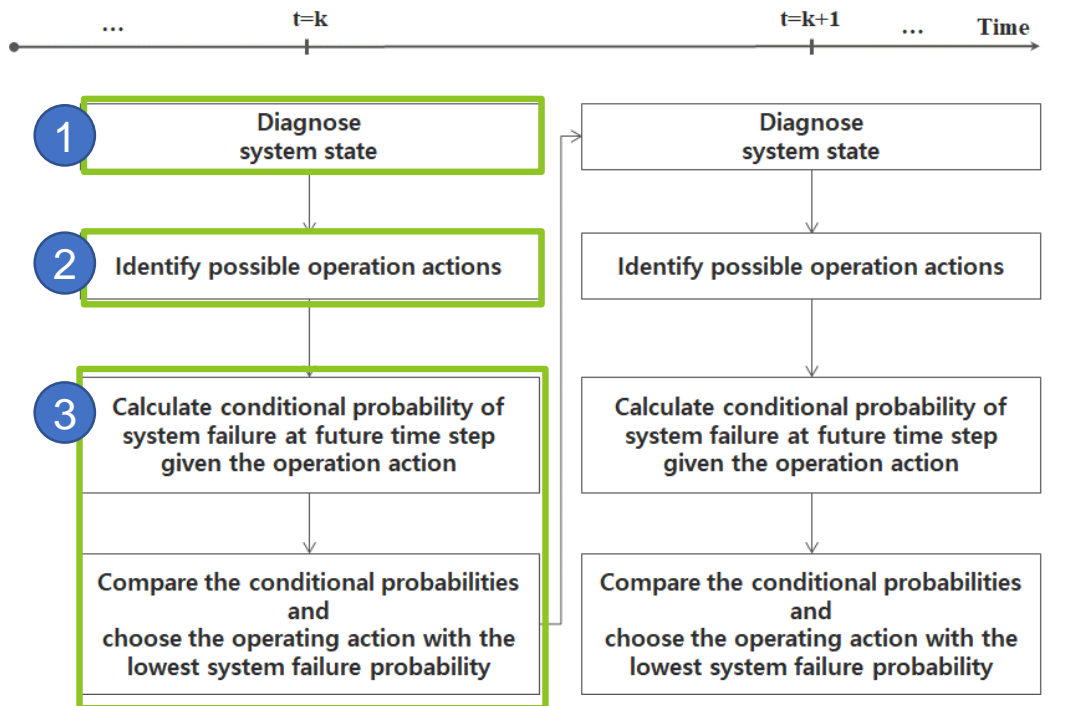 ... t=k t=k+1 ... Time
1
Diagnose
system state
2
Identify possible operation actions
3
Calculate conditional probability of
system failure at future time step
given the operation action
Compare the conditional probabilities
and
choose the operating action with the
lowest system failure probability
Diagnose
system state
Identify possible operation actions
Calculate conditional probability of
system failure at future time step
given the operation action
Compare the conditional probabilities
and
choose the operating action with the
lowest system failure probability